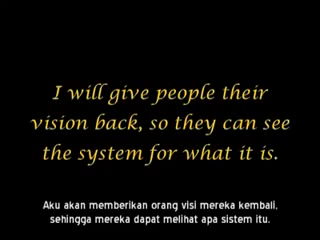 I will give people their
vision back, so they can see
the system for what it is.
Aku akan memberikan orang visi mereka kembali,
sehingga mereka dapat melihat apa sistem itu.